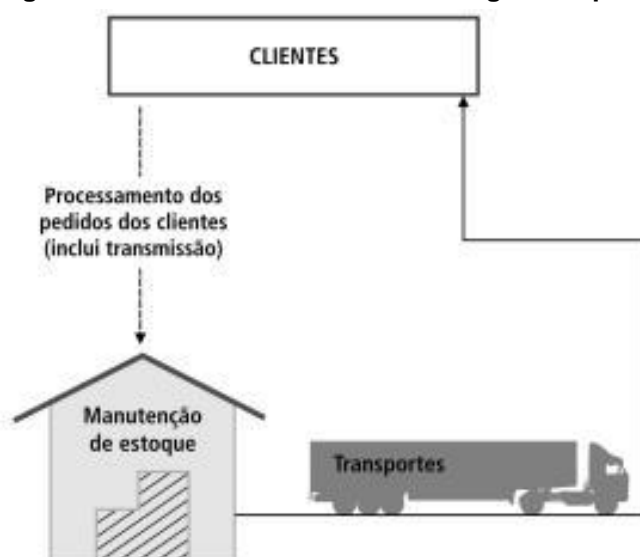 CLIENTES
Processamento dos
pedidos dos clientes
(inclui transmissão)
Manutenção
de estoque
Transportes